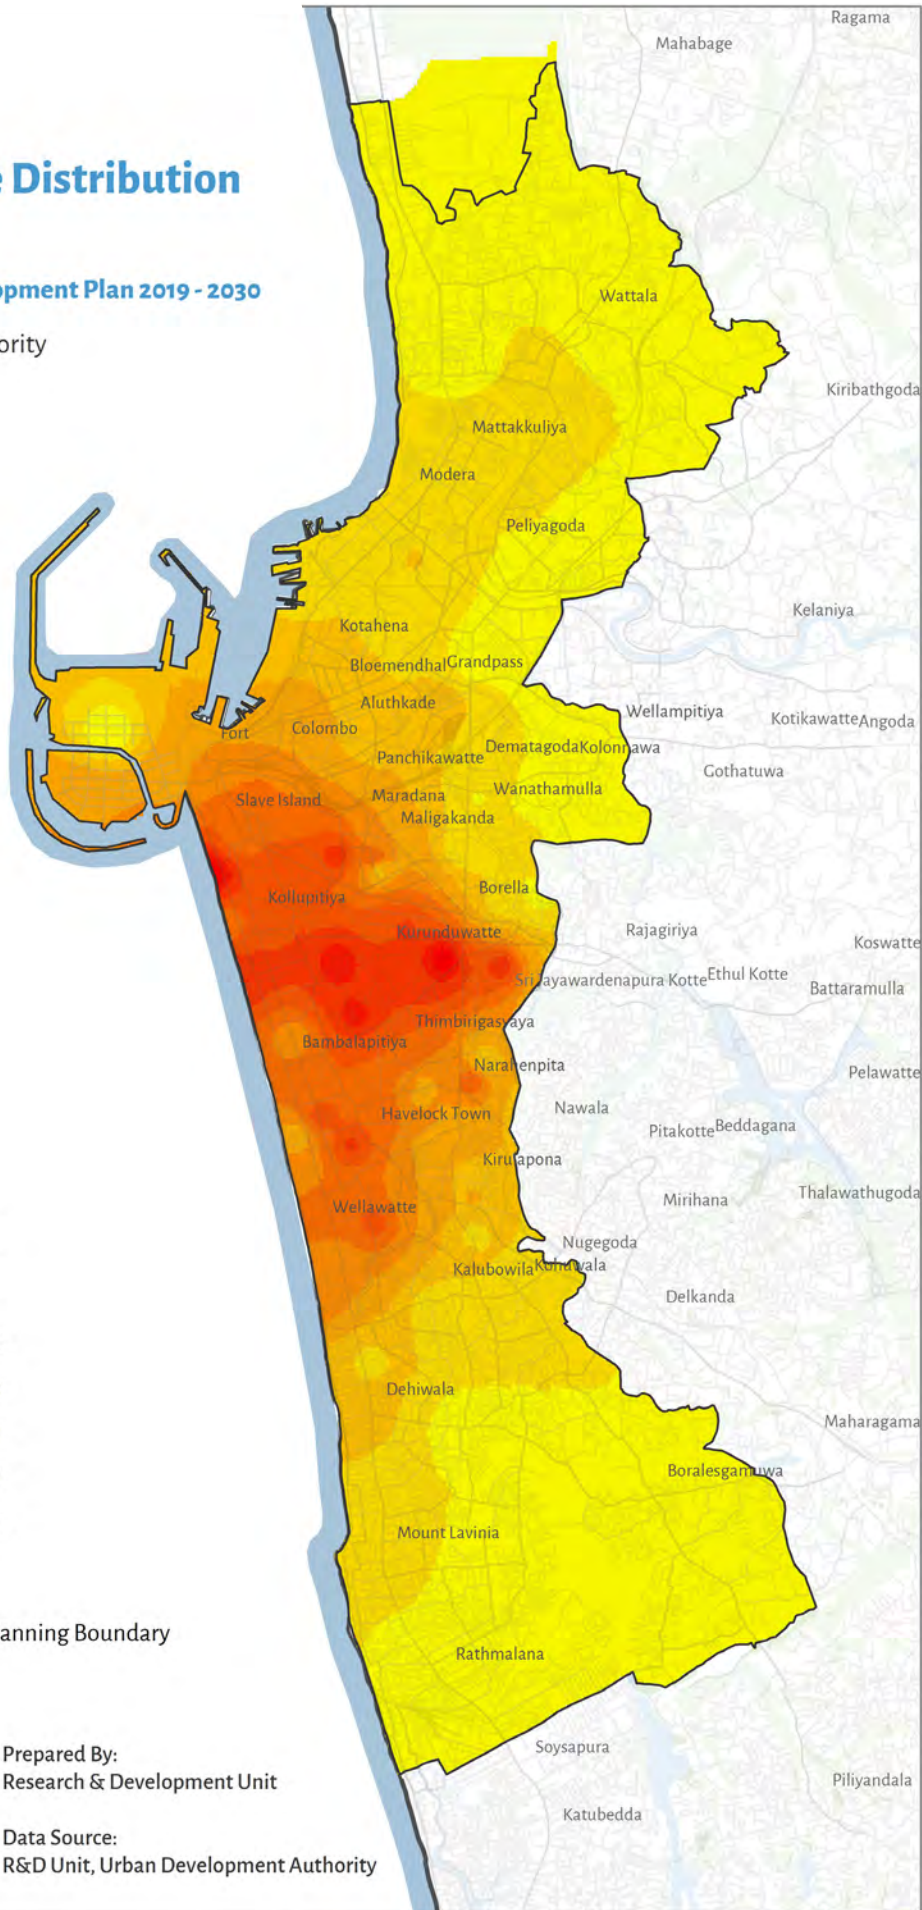 e Distribution
opment Plan 2019 - 2030
ority
Ragama
Mahabage
Wattala
Kiribathgoda
Mattakkuliya
Modera
Peliyagoda
Kelaniya
Kotahena
Bloemendhal
Grandpass
Aluthkade
Wellampitiya
Kotikawatte
Angoda
Fort
Colombo
Dematagoda
Kolonnawa
Panchikawatte
Gothatuwa
Slave Island
Maradana
Wanathamulla
Maligakanda
Kollupitiya
Borella
Kurunduwatte
Rajagiriya
Koswatte
Sri Jayawardenapura Kotte
Ethul Kotte
Battaramulla
Thimbirigasyaya
Bambalapitiya
Narahenpita
Pelawatte
Havelock Town
Nawala
Pitakotte
Beddagana
Kirulapona
Mirihana
Thalawathugoda
Wellawatte
Nugegoda
Kalubowila
Kohuwala
Delkanda
Dehiwala
Maharagama
Boralesgamuwa
Mount Lavinia
anning Boundary
Rathmalana
Soysapura
Piliyandala
Katubedda
Prepared By:
Research & Development Unit
Data Source:
R&D Unit, Urban Development Authority